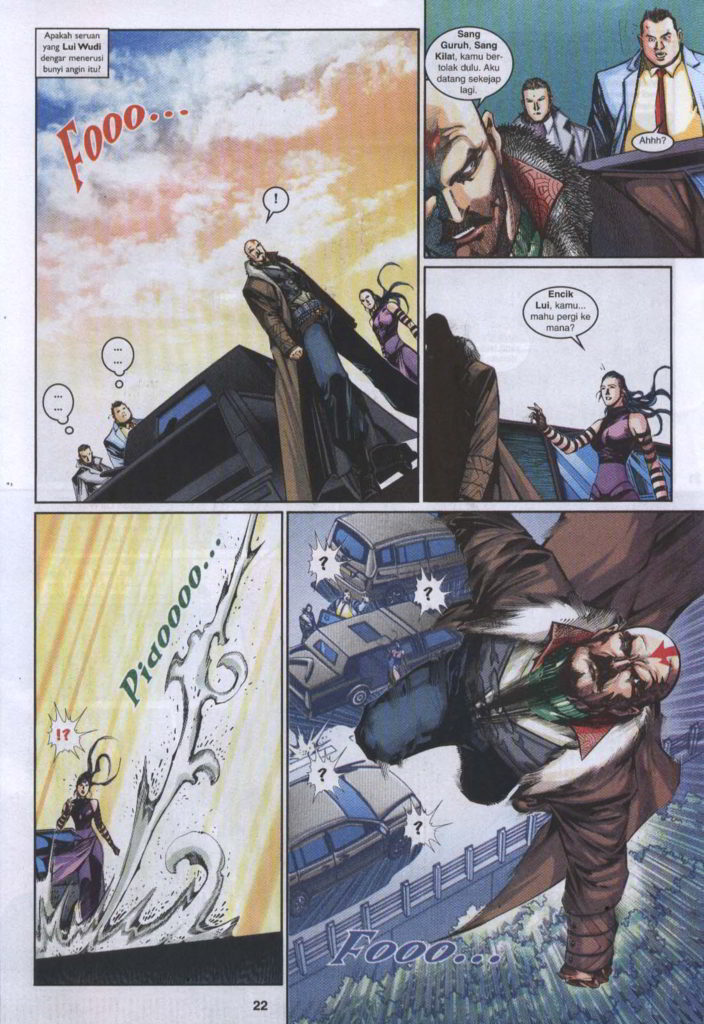 Apakah seruan
yang Lui Wudi
dengar menerusi
bunyi angin itu?
Fooo...
!
...
...
...
...
Sang
Guruh, Sang
Kilat, kamu ber-
tolak dulu. Aku
datang sekejap
lagi.
Ahhh?
Encik
Lui, kamu...
mahu pergi ke
mana?
Piaoooo...
!?
?
?
?
?
Fooo...
22